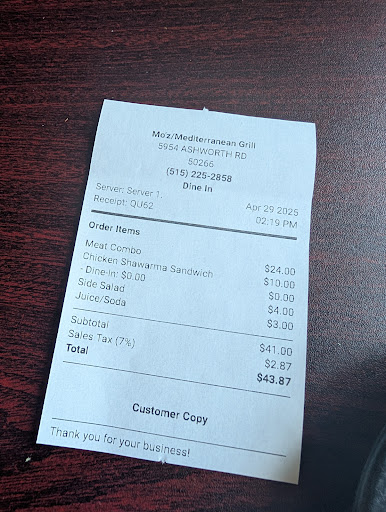 Mo'z/Mediterranean Grill
5954 ASHWORTH RD
50266
(515) 225-2858
Dine In
Server: Server 1: Apr 29 2025
Receipt: QU62 02:19 PM
Order Items
Meat Combo $24.00
Chicken Shawarma Sandwich $10.00
- Dine-In: $0.00 $0.00
Side Salad $4.00
Juice/Soda $3.00
Subtotal $41.00
Sales Tax (7%) $2.87
Total $43.87
Customer Copy
Thank you for your business!